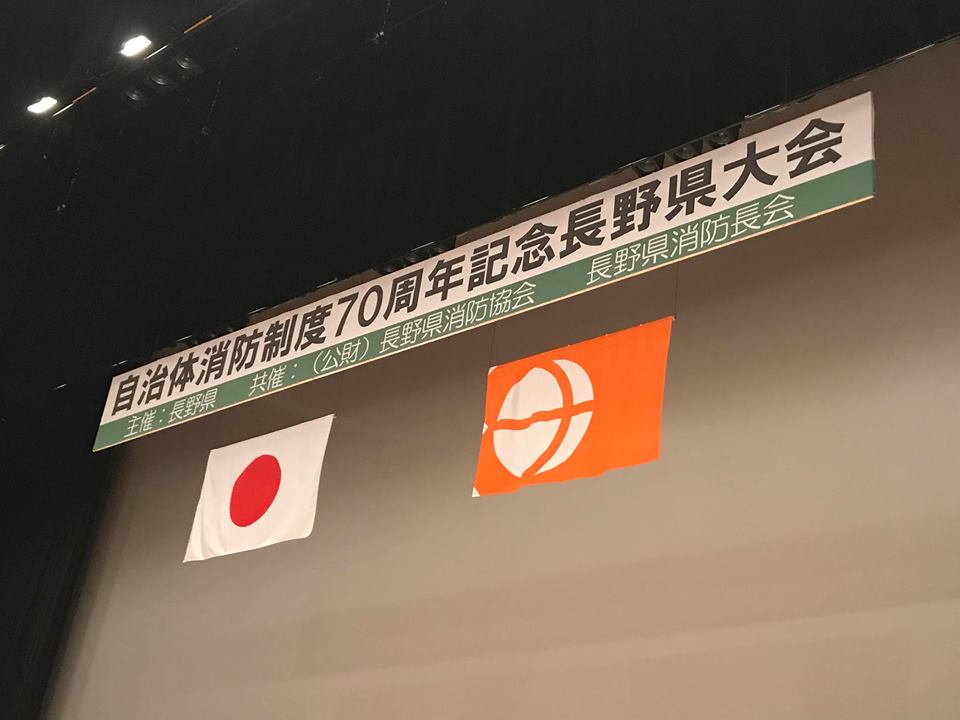 自治体消防制度70周年記念長野県大会
主催：長野県　共催：（公財）長野県消防協会　長野県消防長会